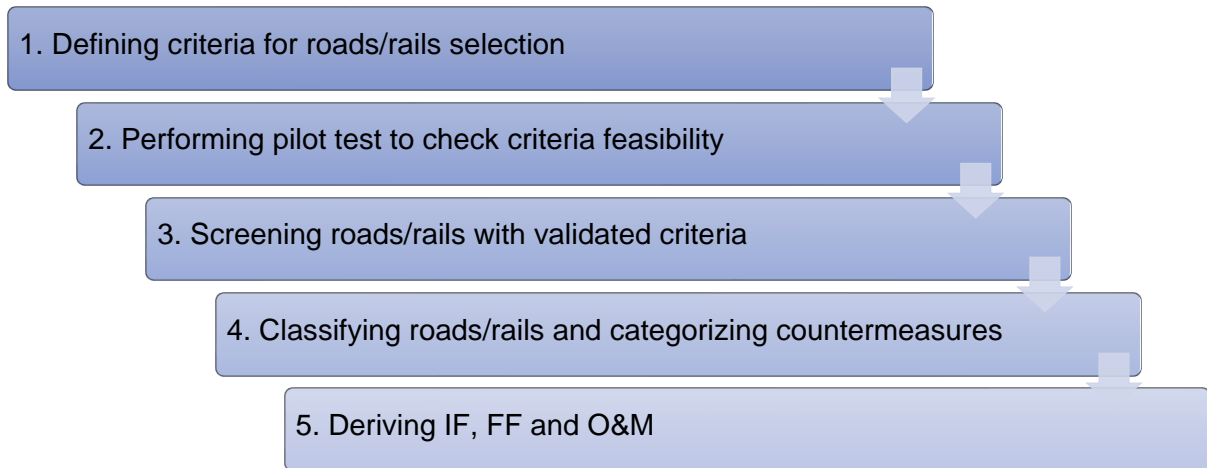 1. Defining criteria for roads/rails selection
2. Performing pilot test to check criteria feasibility
3. Screening roads/rails with validated criteria
4. Classifying roads/rails and categorizing countermeasures
5. Deriving IF, FF and O&M